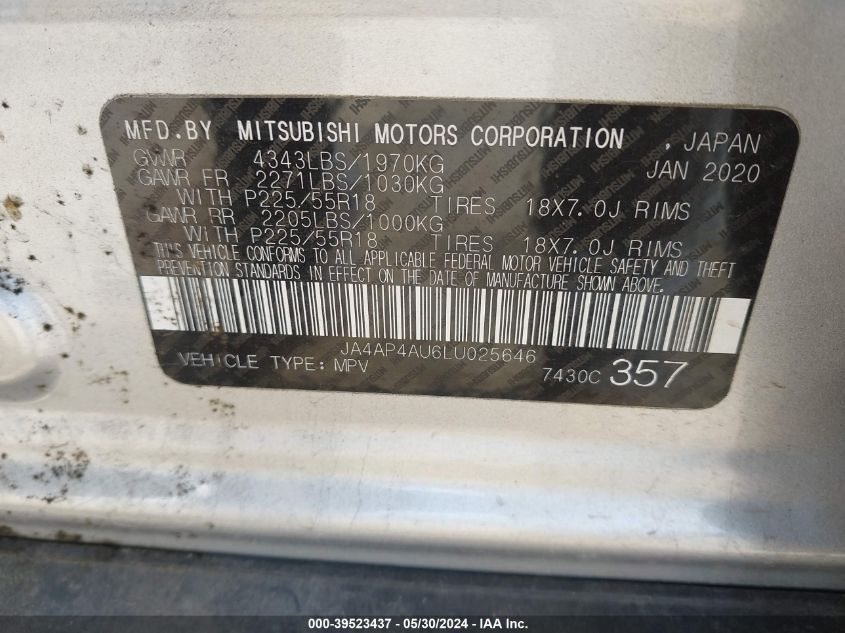 MFD.BY MITSUBISHI MOTORS CORPORATION , JAPAN
GVWR 4343LBS/1970KG JAN 2020
GAWR FR 2271LBS/1030KG
WITH P225/55R18 TIRES 18X7.0J RIMS
GAWR RR 2205LBS/1000KG
WITH P225/55R18 TIRES 18X7.0J RIMS
THIS VEHICLE CONFORMS TO ALL APPLICABLE FEDERAL MOTOR VEHICLE SAFETY AND THEFT
PREVENTION STANDARDS IN EFFECT ON THE DATE OF MANUFACTURE SHOWN ABOVE.
JA4AP4AU6LU025646
VEHICLE TYPE: MPV 7430C 357
000-39523437 - 05/30/2024 - IAA Inc.